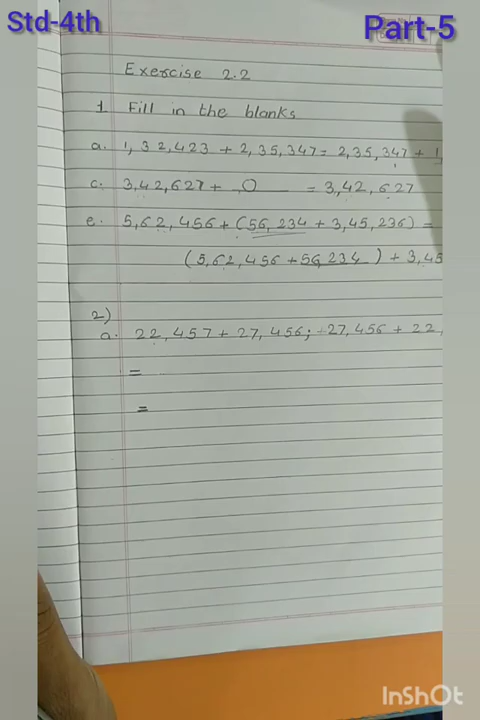 Std-4th
Part-5
Exercise 2.2
1 Fill in the blanks
a. 1,32,423 + 2,35,347 = 2,35,347 + 1,
c. 3,42,627 + 0 = 3,42,627
e. 5,62,456 + (56,234 + 3,45,236) =
(5,62,456 + 56,234) + 3,45
2)
a. 22,457 + 27,456; 27,456 + 22,
=
=
InShOt